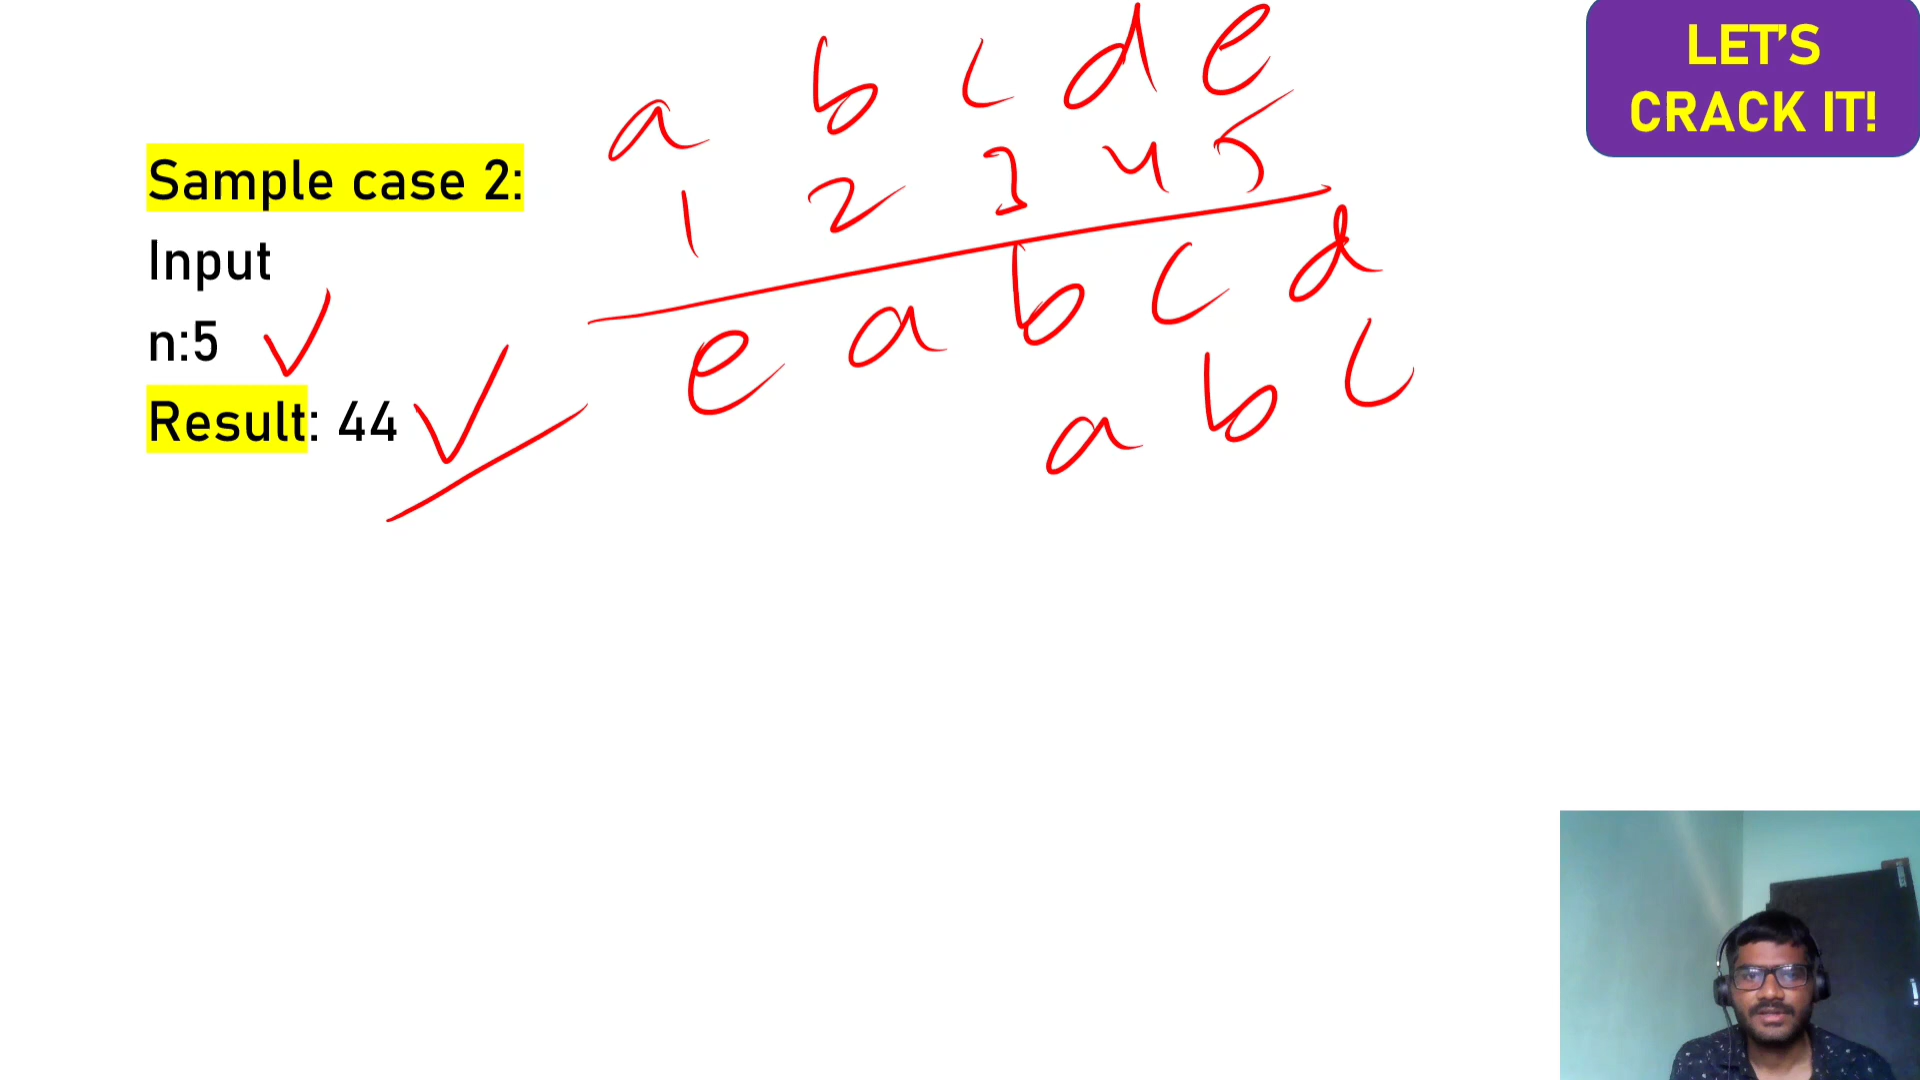 LET'S
CRACK IT!
a b c d e
1 2 3 4 5
Sample case 2:
Input
n:5
Result: 44
e a b c d
a b c